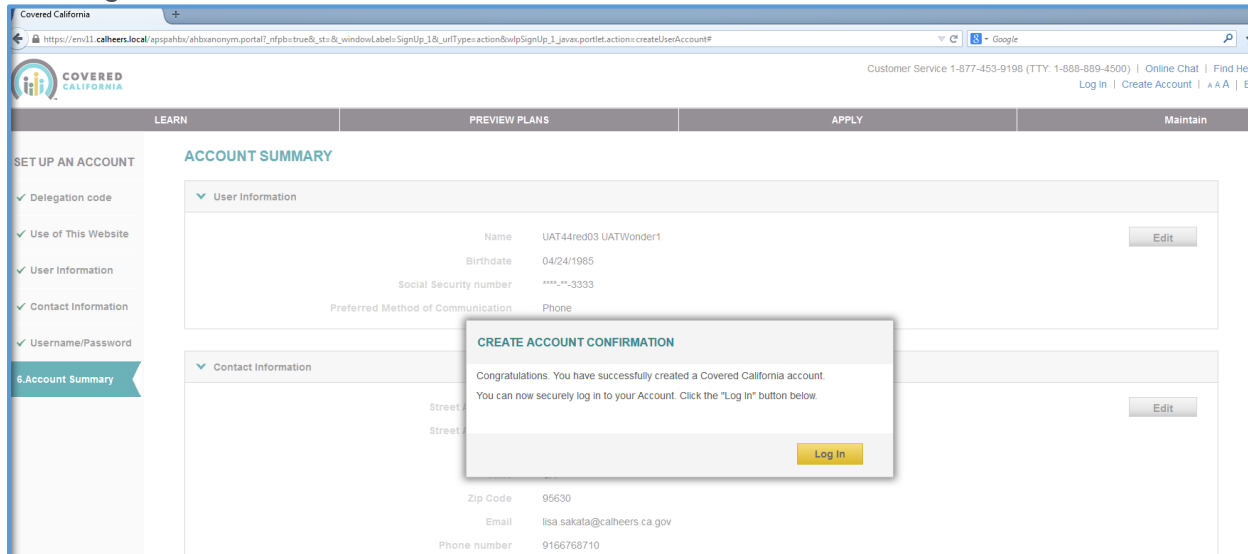 Covered California
https://env11.calheers.local/apspahbx/ahbxanonym.portal?_nfpb=true&_st=&_windowLabel=SignUp_1&_urlType=action&wlpSignUp_1_javax.portlet.action=createUserAccount#
Google
COVERED CALIFORNIA
Customer Service 1-877-453-9198 (TTY: 1-888-889-4500) | Online Chat | Find
Log In | Create Account | A A A |
LEARN PREVIEW PLANS APPLY Maintain
SET UP AN ACCOUNT
ACCOUNT SUMMARY
Delegation code
User Information
Use of This Website
Name UAT44red03 UATWonder1
Edit
Birthdate 04/24/1985
User Information
Social Security number ****-**-3333
Contact Information
Preferred Method of Communication Phone
Username/Password
CREATE ACCOUNT CONFIRMATION
6.Account Summary
Contact Information
Congratulations. You have successfully created a Covered California account.
You can now securely log in to your Account. Click the "Log In" button below.
Street
Edit
Street
Log In
Zip Code 95630
Email lisa.sakata@calheers.ca.gov
Phone number 9166768710